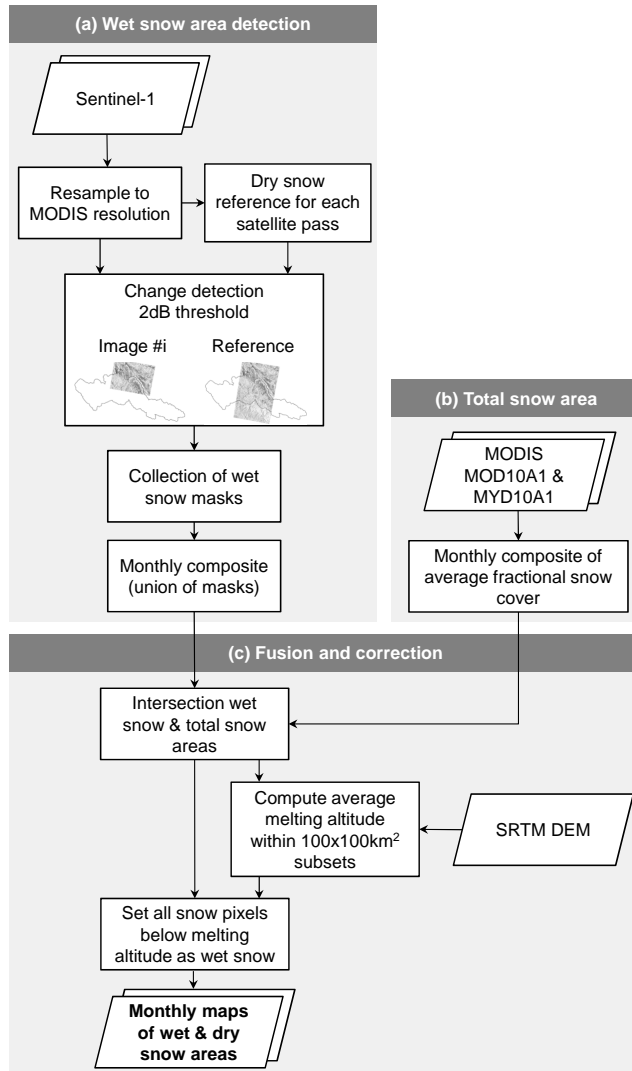 (a) Wet snow area detection
Sentinel-1
Resample to
MODIS resolution
Dry snow
reference for each
satellite pass
Change detection
2dB threshold
Image #i
Reference
Collection of wet
snow masks
Monthly composite
(union of masks)
(b) Total snow area
MODIS
MOD10A1 &
MYD10A1
Monthly composite of
average fractional snow
cover
(c) Fusion and correction
Intersection wet
snow & total snow
areas
Compute average
melting altitude
within 100x100km²
subsets
SRTM DEM
Set all snow pixels
below melting
altitude as wet snow
Monthly maps
of wet & dry
snow areas